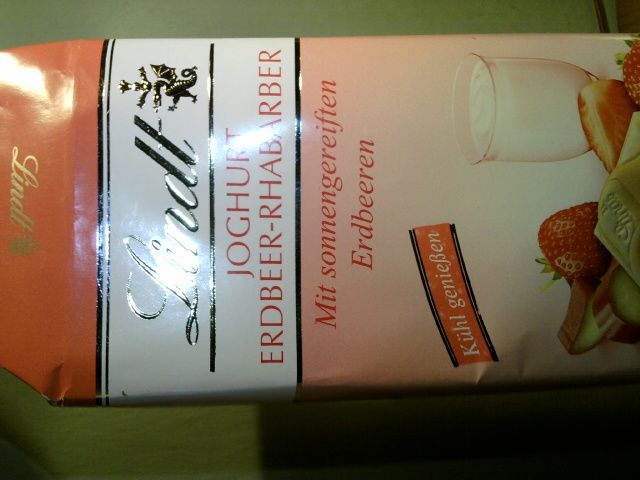 Lindt
Lindt
JOGHURT
ERDBEER-RHABARBER
Mit sonnengereiften
Erdbeeren
Kühl genießen